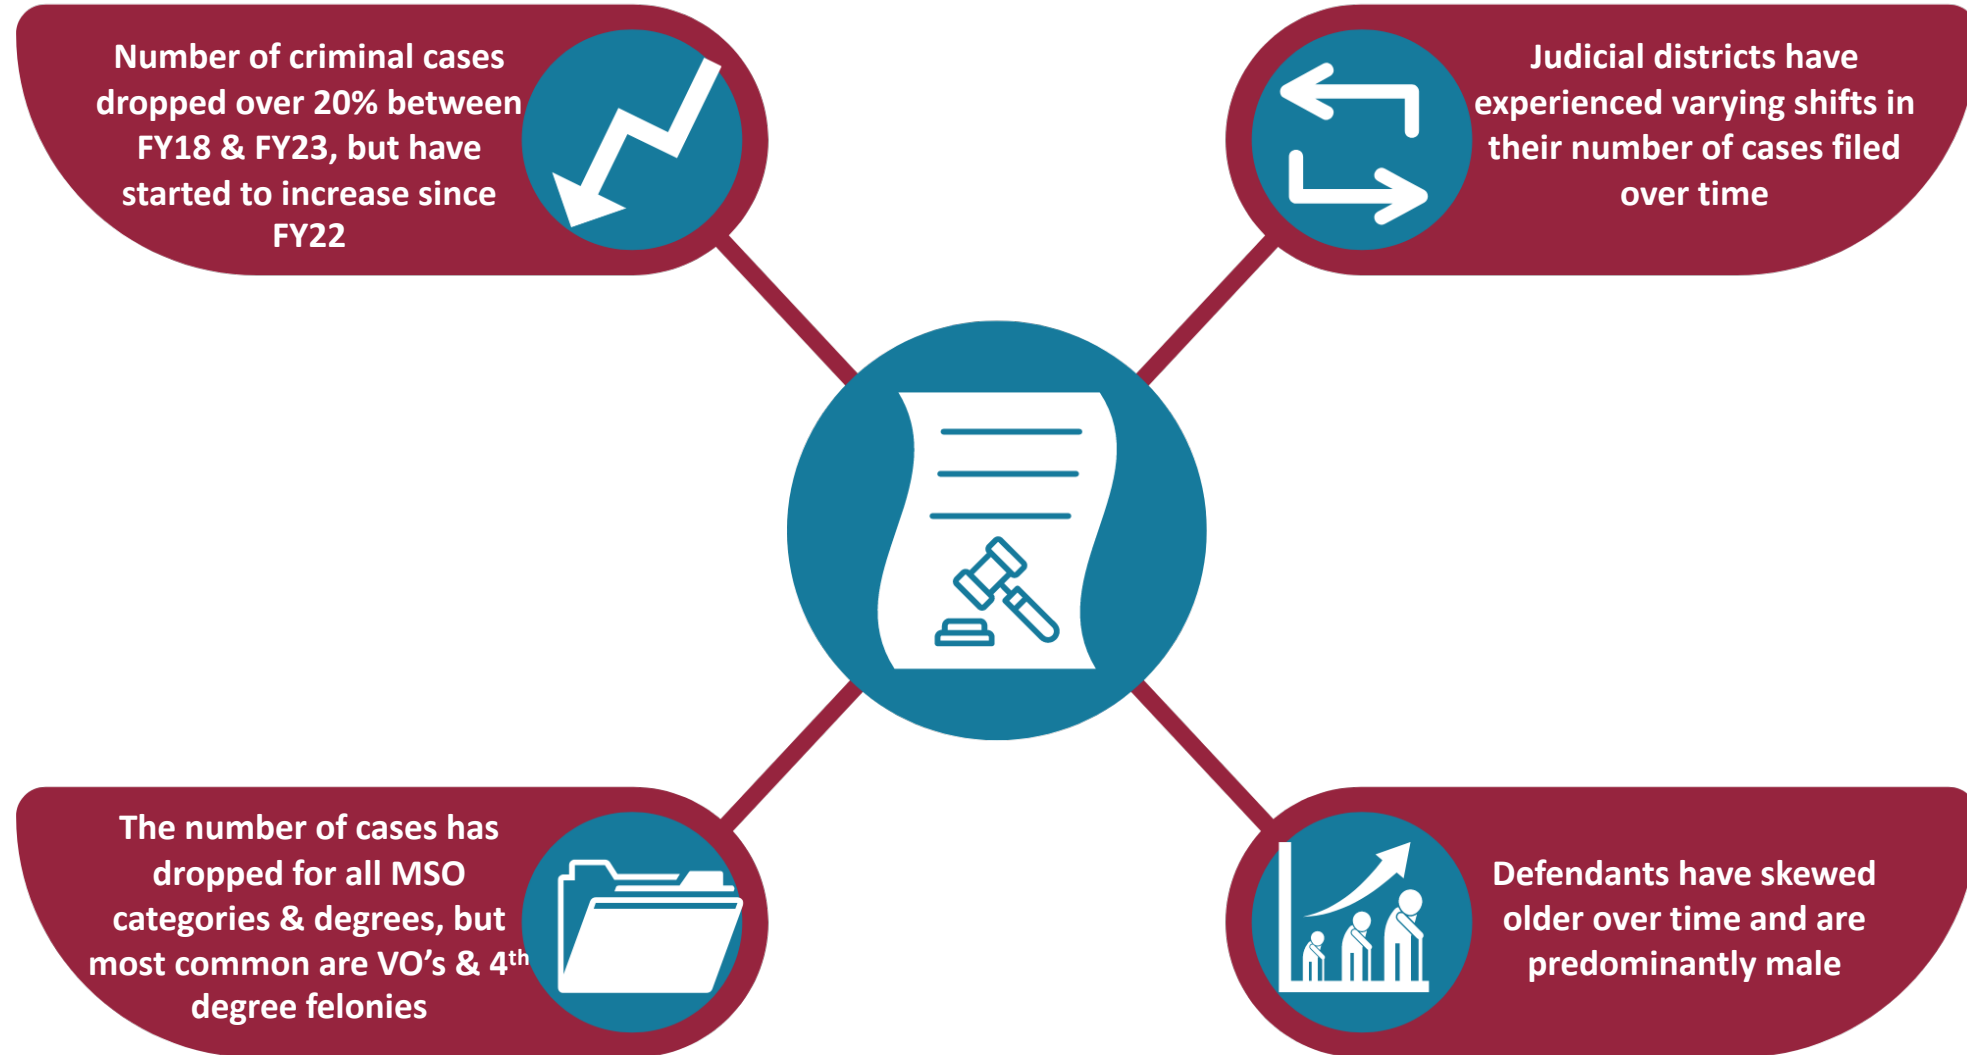 Number of criminal cases
dropped over 20% between
FY18 & FY23, but have
started to increase since
FY22
Judicial districts have
experienced varying shifts in
their number of cases filed
over time
The number of cases has
dropped for all MSO
categories & degrees, but
most common are VO’s & 4th
degree felonies
Defendants have skewed
older over time and are
predominantly male